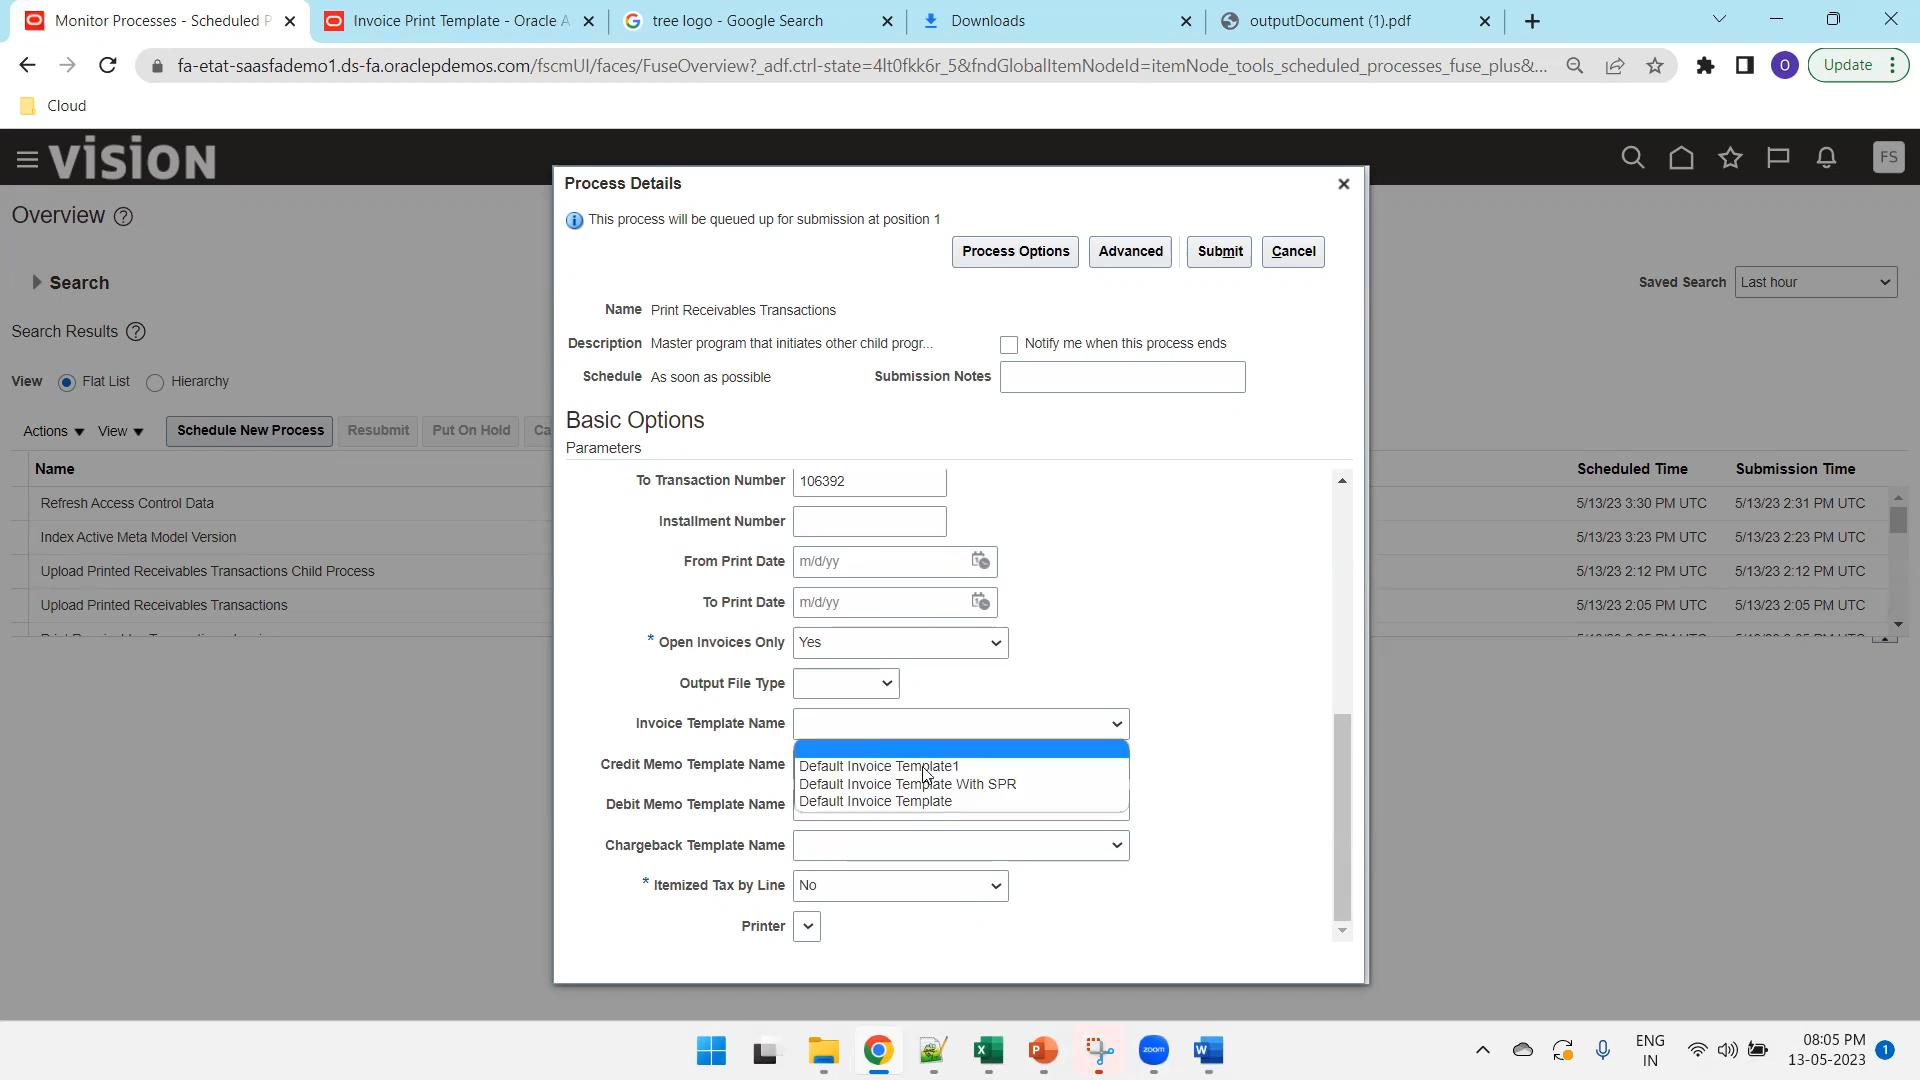 Monitor Processes - Scheduled P
Invoice Print Template - Oracle A
tree logo - Google Search
Downloads
outputDocument (1).pdf
fa-etat-saasfademo1.ds-fa.oraclepdemos.com/fscmUI/faces/FuseOverview?_adf.ctrl-state=4lt0fkk6r_5&fndGlobalItemNodeId=itemNode_tools_scheduled_processes_fuse_plus&...
O
Update
Cloud
VISION
FS
Overview
Search
Saved Search Last hour
Search Results
View Flat List Hierarchy
Actions View Schedule New Process Resubmit Put On Hold Ca
Name Scheduled Time Submission Time
Refresh Access Control Data 5/13/23 3:30 PM UTC 5/13/23 2:31 PM UTC
Index Active Meta Model Version 5/13/23 3:23 PM UTC 5/13/23 2:23 PM UTC
Upload Printed Receivables Transactions Child Process 5/13/23 2:12 PM UTC 5/13/23 2:12 PM UTC
Upload Printed Receivables Transactions 5/13/23 2:05 PM UTC 5/13/23 2:05 PM UTC
Process Details
This process will be queued up for submission at position 1
Process Options Advanced Submit Cancel
Name Print Receivables Transactions
Description Master program that initiates other child progr... Notify me when this process ends
Schedule As soon as possible Submission Notes
Basic Options
Parameters
To Transaction Number 106392
Installment Number
From Print Date m/d/yy
To Print Date m/d/yy
* Open Invoices Only Yes
Output File Type
Invoice Template Name
Credit Memo Template Name
Default Invoice Template1
Default Invoice Template With SPR
Default Invoice Template
Debit Memo Template Name
Chargeback Template Name
* Itemized Tax by Line No
Printer
zoom
ENG
IN
08:05 PM
13-05-2023
1